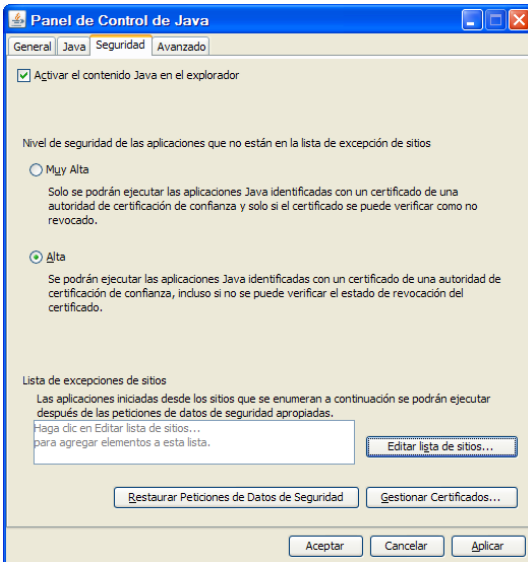 Panel de Control de Java
General Java Seguridad Avanzado
Activar el contenido Java en el explorador
Nivel de seguridad de las aplicaciones que no están en la lista de excepción de sitios
Muy Alta
Solo se podrán ejecutar las aplicaciones Java identificadas con un certificado de una
autoridad de certificación de confianza y solo si el certificado se puede verificar como no
revocado.
Alta
Se podrán ejecutar las aplicaciones Java identificadas con un certificado de una autoridad de
certificación de confianza, incluso si no se puede verificar el estado de revocación del
certificado.
Lista de excepciones de sitios
Las aplicaciones iniciadas desde los sitios que se enumeran a continuación se podrán ejecutar
después de las peticiones de datos de seguridad apropiadas.
Haga clic en Editar lista de sitios...
para agregar elementos a esta lista.
Editar lista de sitios...
Restaurar Peticiones de Datos de Seguridad Gestionar Certificados...
Aceptar Cancelar Aplicar